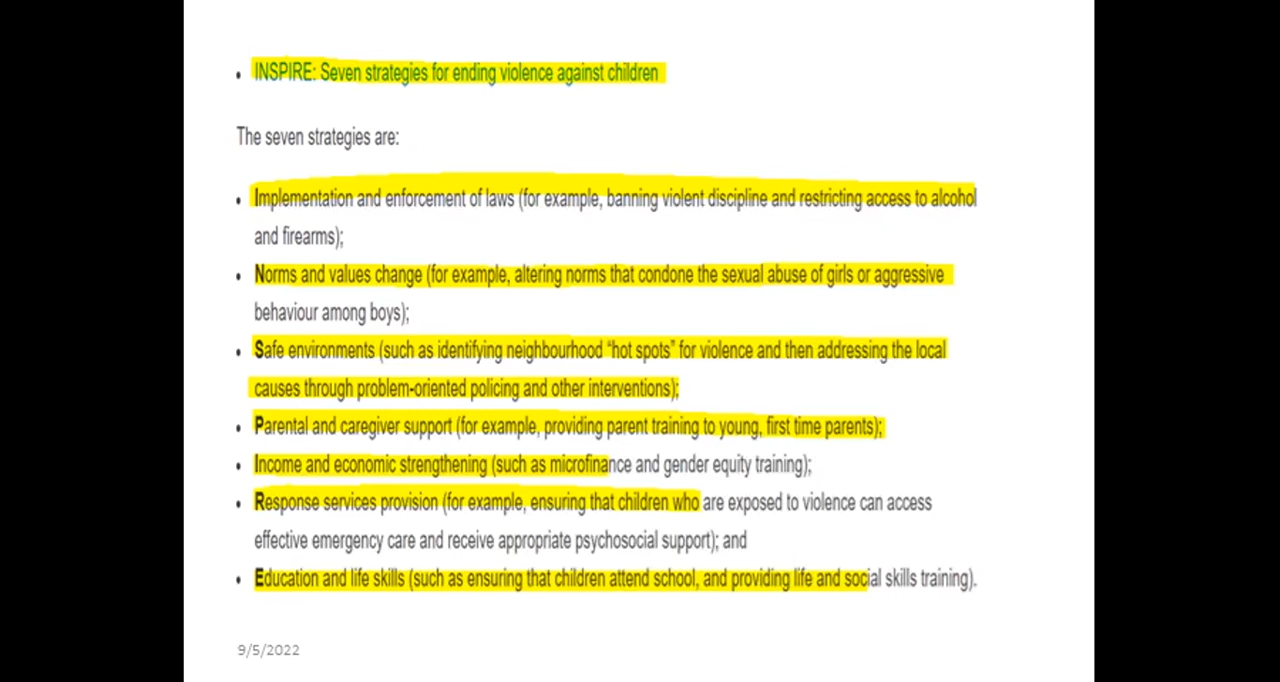 INSPIRE: Seven strategies for ending violence against children
The seven strategies are:
Implementation and enforcement of laws (for example, banning violent discipline and restricting access to alcohol
and firearms);
Norms and values change (for example, altering norms that condone the sexual abuse of girls or aggressive
behaviour among boys);
Safe environments (such as identifying neighbourhood “hot spots” for violence and then addressing the local
causes through problem-oriented policing and other interventions);
Parental and caregiver support (for example, providing parent training to young, first time parents);
Income and economic strengthening (such as microfinance and gender equity training);
Response services provision (for example, ensuring that children who are exposed to violence can access
effective emergency care and receive appropriate psychosocial support); and
Education and life skills (such as ensuring that children attend school, and providing life and social skills training).
9/5/2022